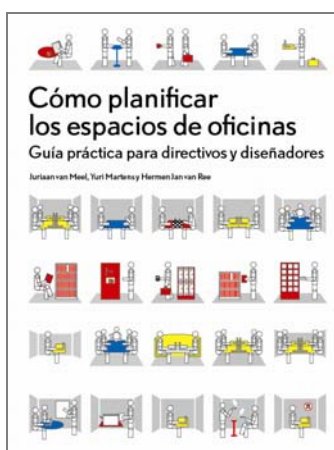 Cómo planificar
los espacios de oficinas
Guía práctica para directivos y diseñadores
Juriaan van Meel, Yuri Martens y Hermen Jan van Ree